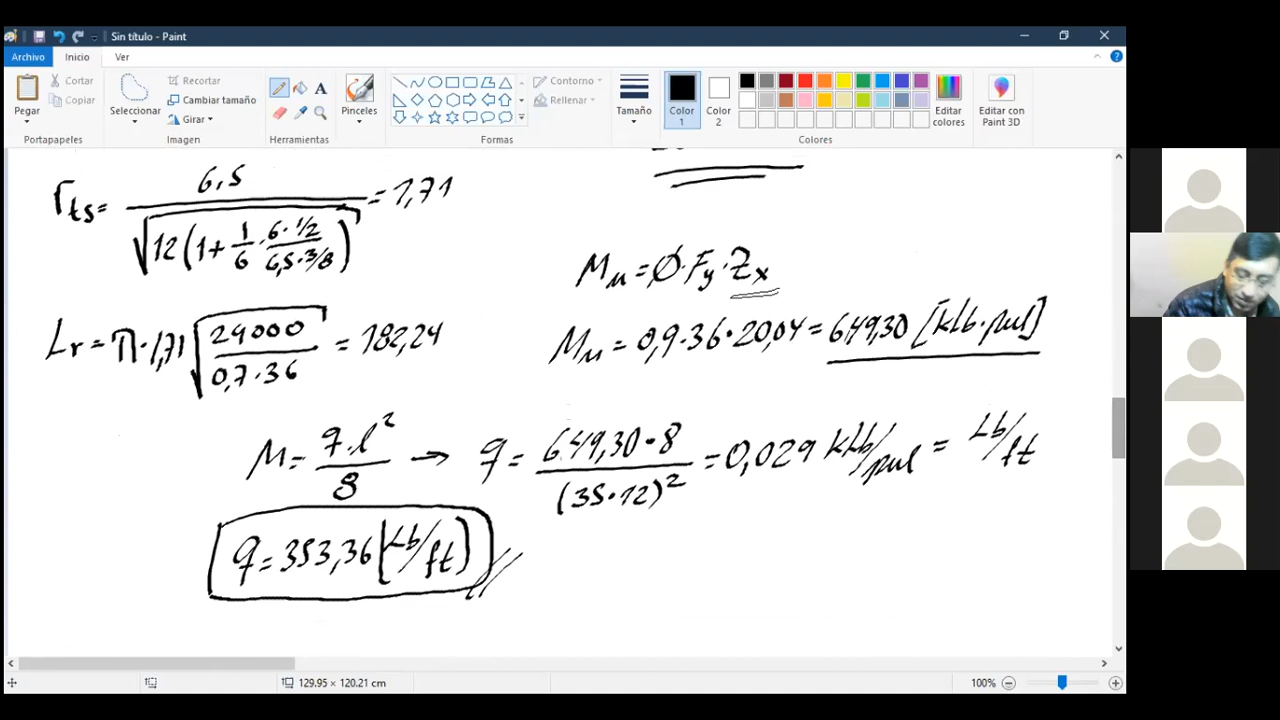 Sin título - Paint
Archivo Inicio Ver
Pegar
Cortar
Copiar
Portapapeles
Seleccionar
Recortar
Cambiar tamaño
Girar
Imagen
A
Herramientas
Pinceles
Contorno
Rellenar
Formas
Tamaño
Color 1
Color 2
Editar colores
Colores
Editar con Paint 3D
rts = 6,5 / √12(1 + 1/6 · 6·1/2 / 6,5·3/8) = 1,71
Mu = Ø·Fy·Zx
Mu = 0,9·36·20,04 = 649,30 [klb·pul]
Lr = π·1,71 √29000 / 0,7·36 = 182,24
M = q·l² / 8 → q = 649,30·8 / (35·12)² = 0,029 klb/pul = Lb/ft
q = 353,36 [Lb/ft]
129.95 × 120.21 cm
100%